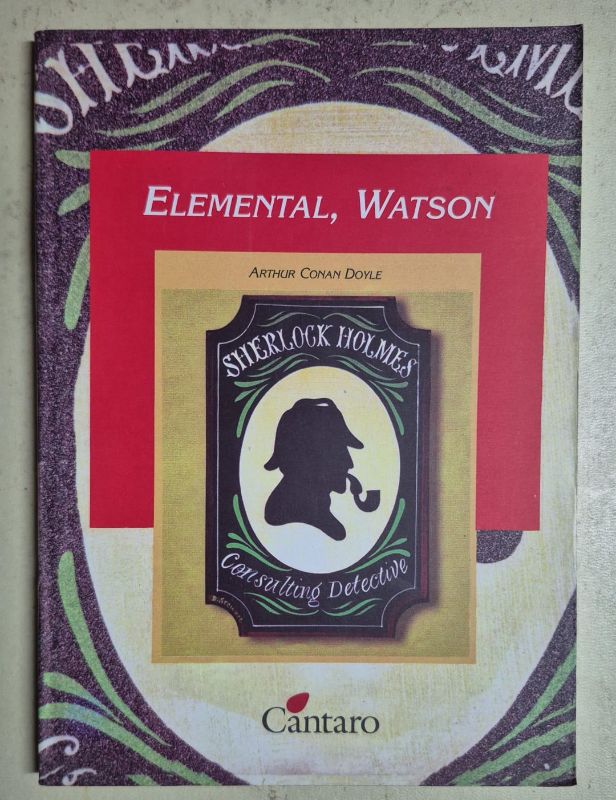 ELEMENTAL, WATSON
ARTHUR CONAN DOYLE
SHERLOCK HOLMES
Consulting Detective
Cántaro